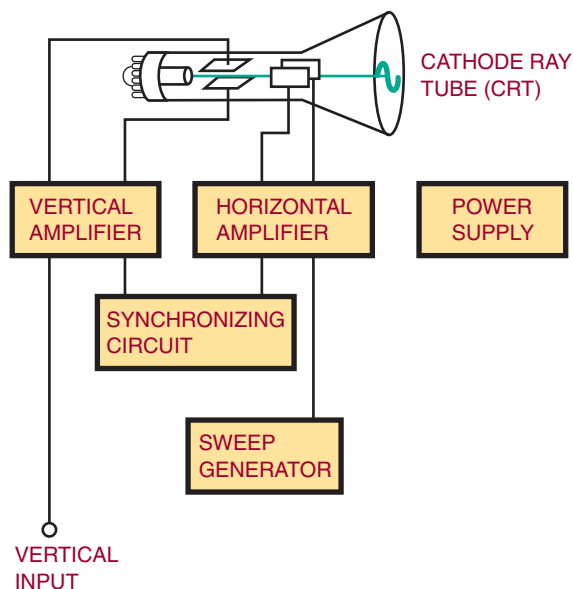 CATHODE RAY
TUBE (CRT)
VERTICAL
AMPLIFIER
HORIZONTAL
AMPLIFIER
POWER
SUPPLY
SYNCHRONIZING
CIRCUIT
SWEEP
GENERATOR
VERTICAL
INPUT